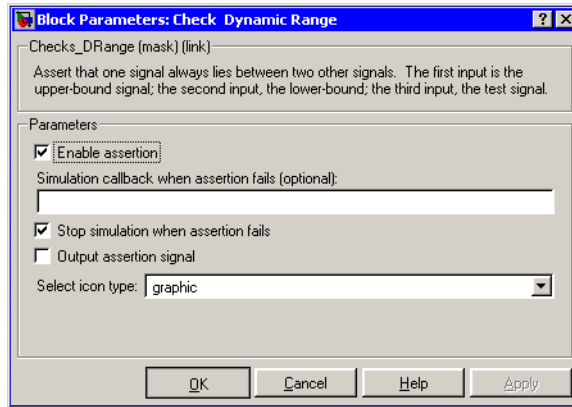 Block Parameters: Check Dynamic Range
Checks_DRange (mask) (link)
Assert that one signal always lies between two other signals. The first input is the
upper-bound signal; the second input, the lower-bound; the third input, the test signal.
Parameters
Enable assertion
Simulation callback when assertion fails (optional):
Stop simulation when assertion fails
Output assertion signal
Select icon type: graphic
OK Cancel Help Apply